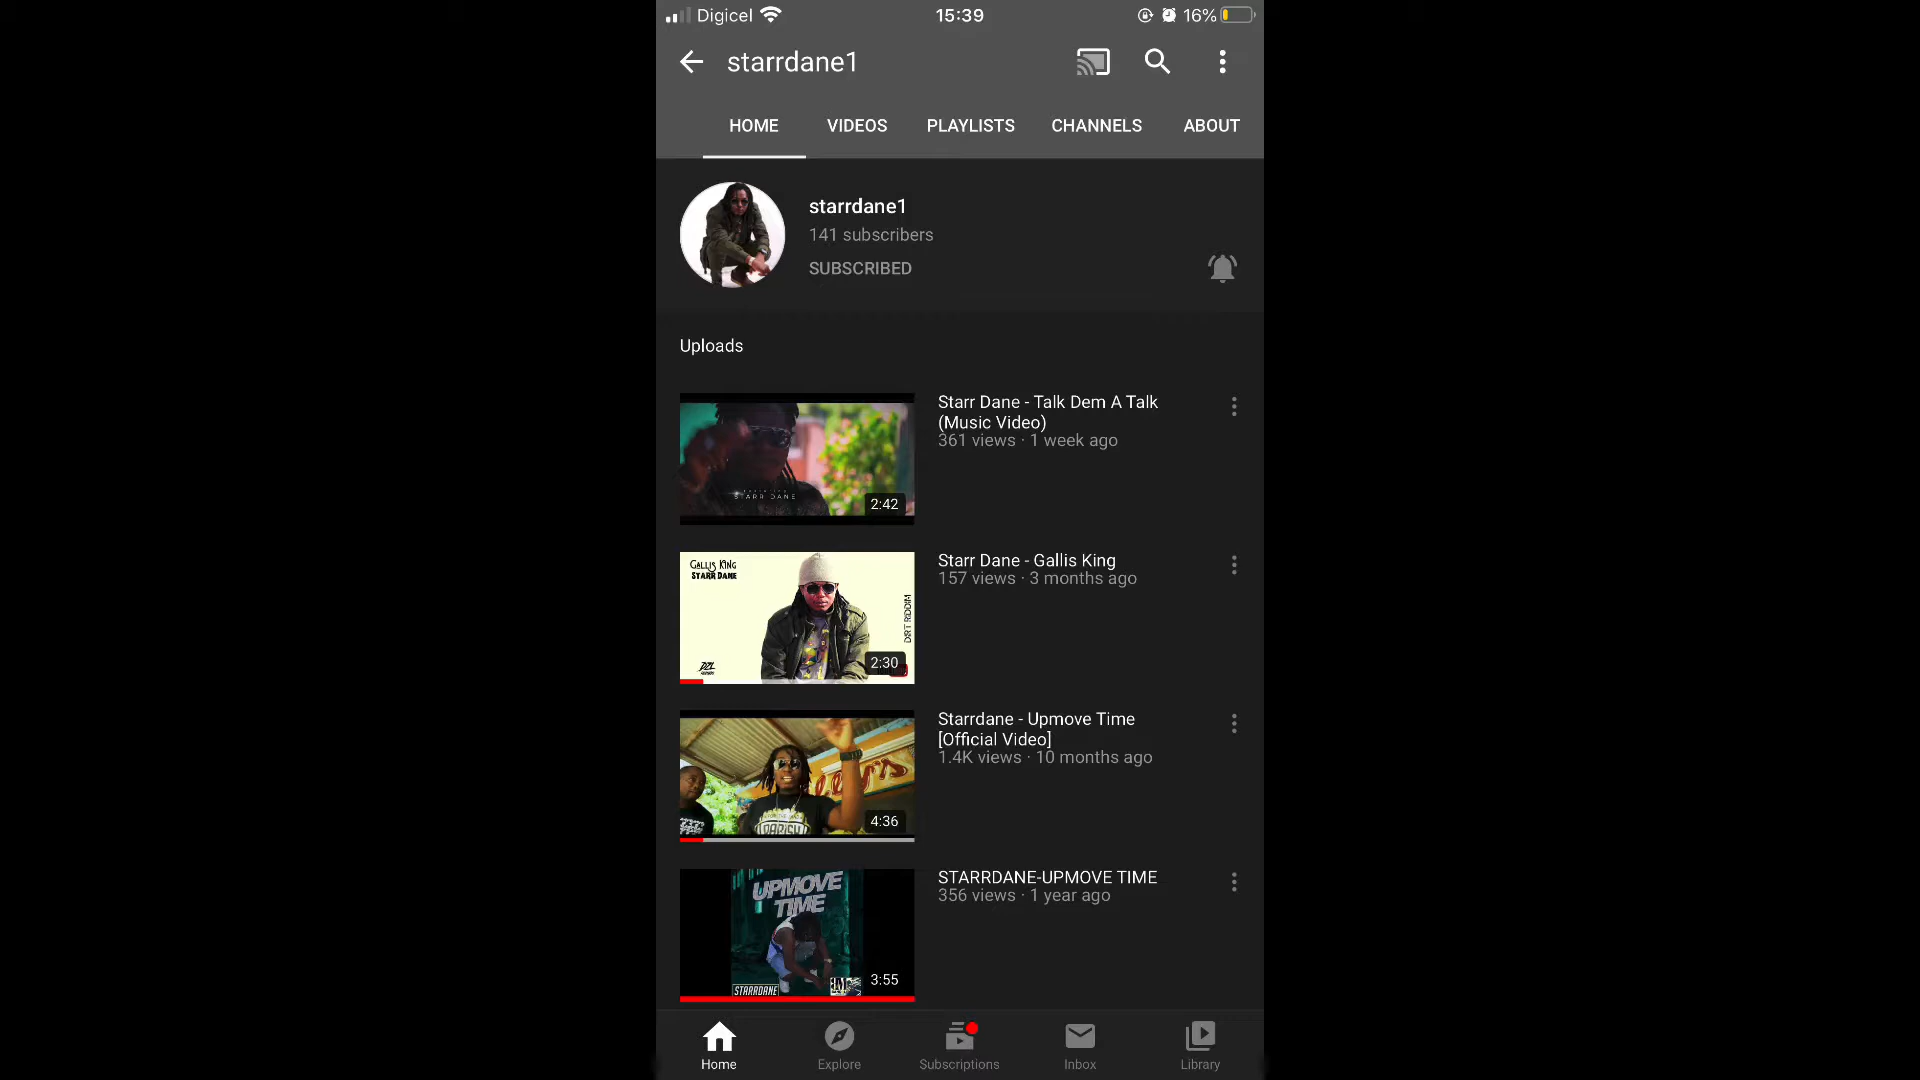 Digicel
15:39
16%
starrdane1
HOME
VIDEOS
PLAYLISTS
CHANNELS
ABOUT
starrdane1
141 subscribers
SUBSCRIBED
Uploads
STARR DANE
2:42
Starr Dane - Talk Dem A Talk
(Music Video)
361 views · 1 week ago
GALLIS KING
STARR DANE
DIRT RIDDIM
2:30
Starr Dane - Gallis King
157 views · 3 months ago
4:36
Starrdane - Upmove Time
[Official Video]
1.4K views · 10 months ago
UPMOVE
TIME
STARRDANE
3:55
STARRDANE-UPMOVE TIME
356 views · 1 year ago
Home
Explore
Subscriptions
Inbox
Library